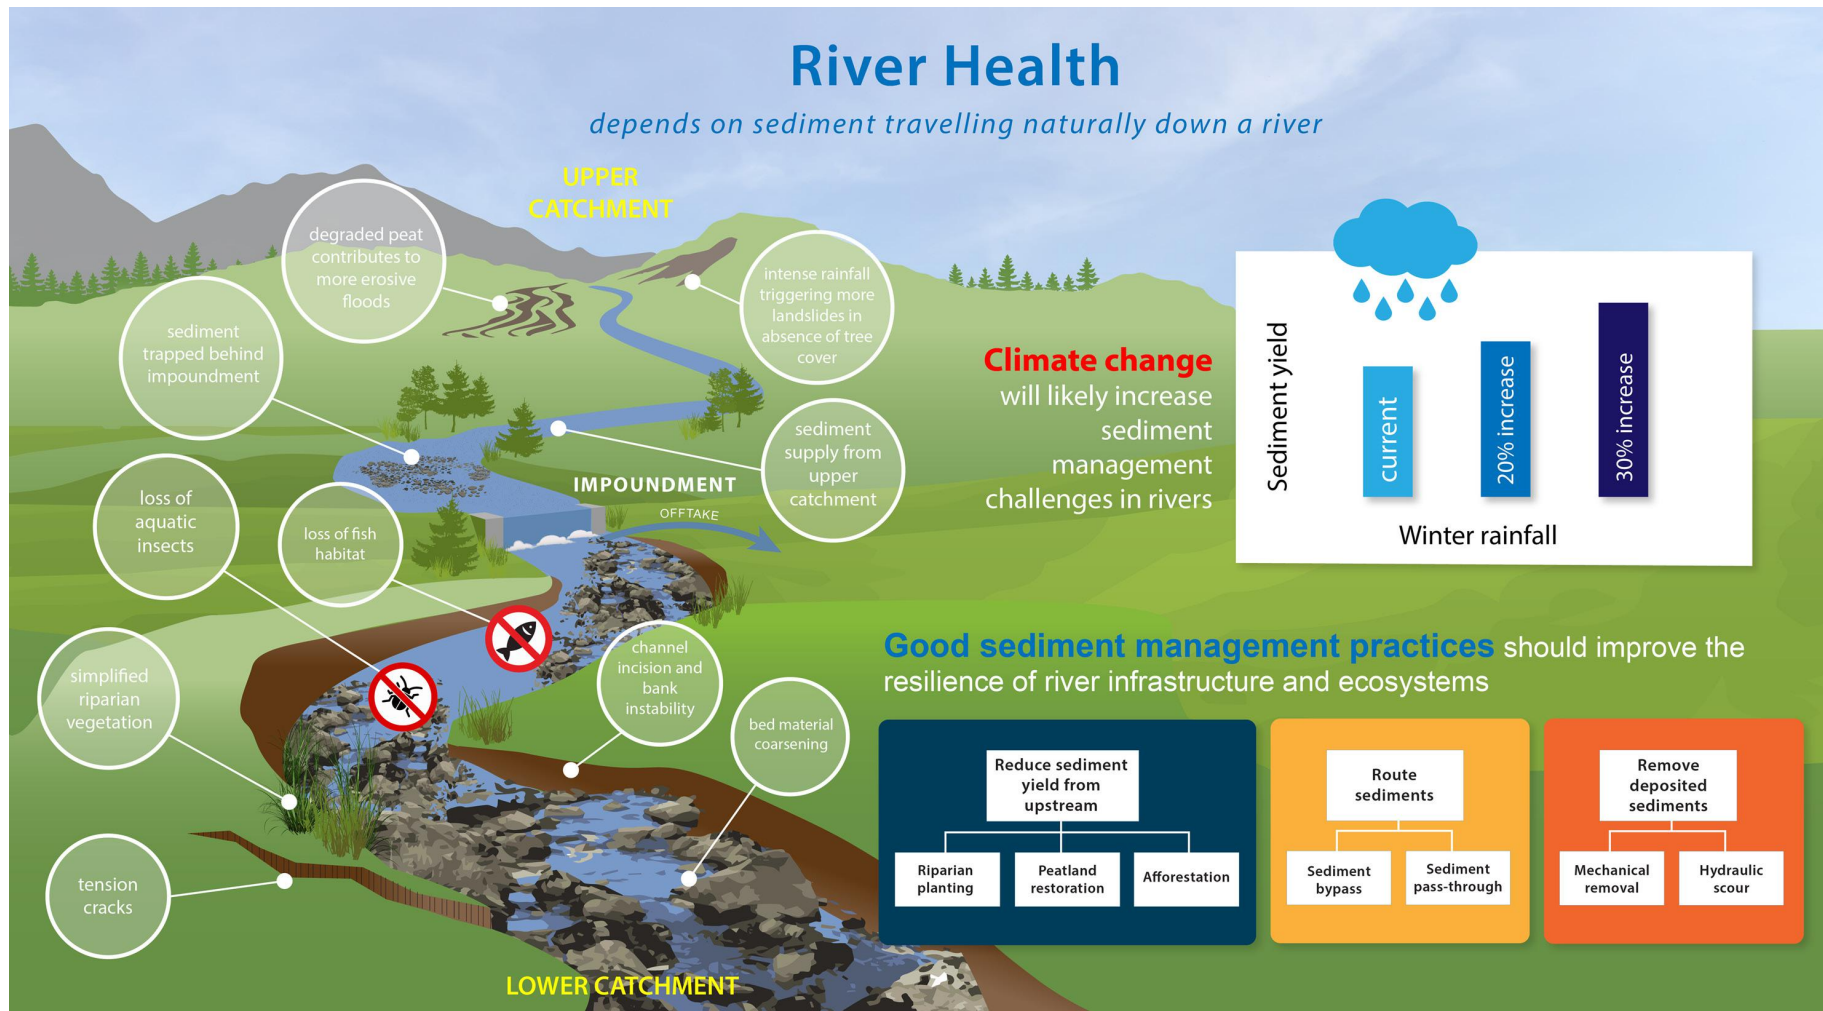 River Health
depends on sediment travelling naturally down a river
UPPER
CATCHMENT
degraded peat
contributes to
more erosive
floods
intense rainfall
triggering more
landslides in
absence of tree
cover
sediment
trapped behind
impoundment
sediment
supply from
upper
catchment
IMPOUNDMENT
OFFTAKE
loss of
aquatic
insects
loss of fish
habitat
simplified
riparian
vegetation
channel
incision and
bank
instability
bed material
coarsening
tension
cracks
LOWER CATCHMENT
Climate change
will likely increase
sediment
management
challenges in rivers
Sediment yield
current
20% increase
30% increase
Winter rainfall
Good sediment management practices should improve the
resilience of river infrastructure and ecosystems
Reduce sediment
yield from
upstream
Riparian
planting
Peatland
restoration
Afforestation
Route
sediments
Sediment
bypass
Sediment
pass-through
Remove
deposited
sediments
Mechanical
removal
Hydraulic
scour